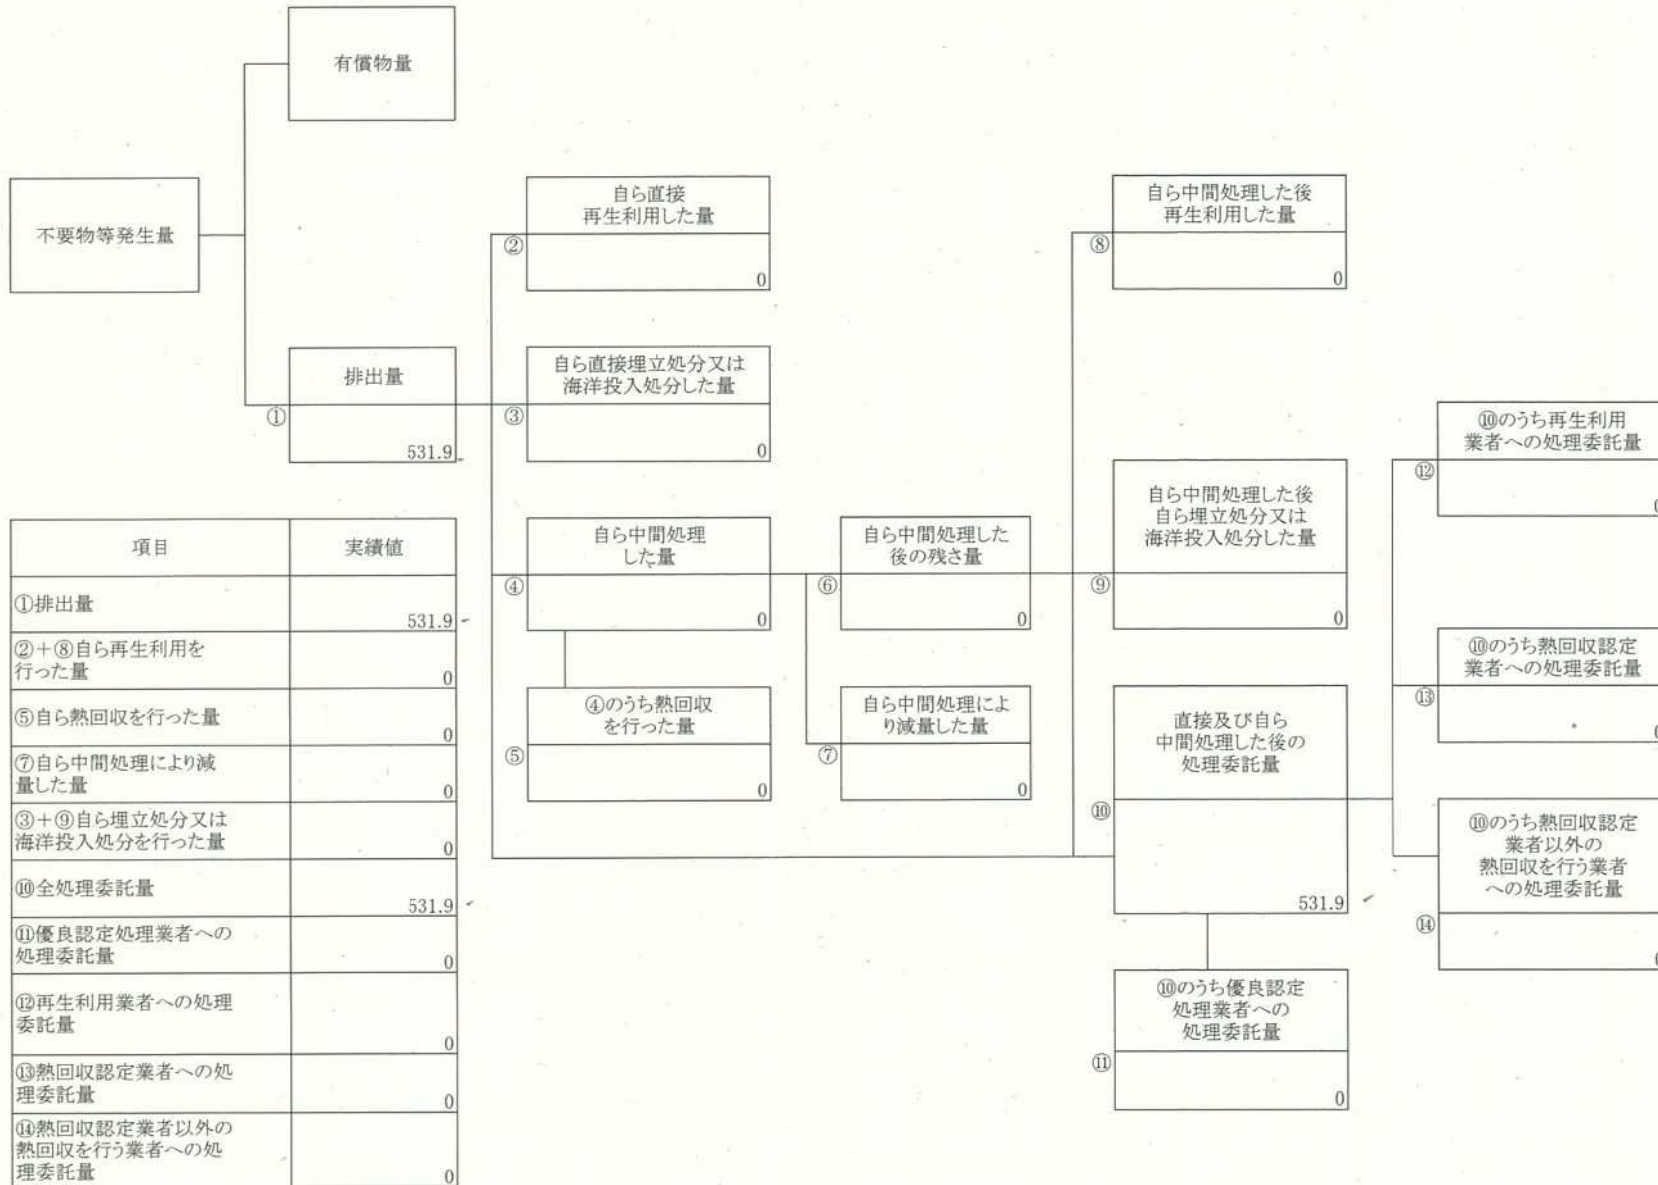 有償物量
不要物等発生量
排出量
①
531.9
自ら直接
再生利用した量
②
0
自ら直接埋立処分又は
海洋投入処分した量
③
0
自ら中間処理
した量
④
0
④のうち熱回収
を行った量
⑤
0
自ら中間処理した
後の残さ量
⑥
0
自ら中間処理によ
り減量した量
⑦
0
自ら中間処理した後
再生利用した量
⑧
0
自ら中間処理した後
自ら埋立処分又は
海洋投入処分した量
⑨
0
直接及び自ら
中間処理した後の
処理委託量
⑩
531.9
⑩のうち優良認定
処理業者への
処理委託量
⑪
0
⑩のうち再生利用
業者への処理委託量
⑫
0
⑩のうち熱回収認定
業者への処理委託量
⑬
0
⑩のうち熱回収認定
業者以外の
熱回収を行う業者
への処理委託量
⑭
0
項目 実績値
①排出量
531.9
②+⑧自ら再生利用を
行った量
0
⑤自ら熱回収を行った量
0
⑦自ら中間処理により減
量した量
0
③+⑨自ら埋立処分又は
海洋投入処分を行った量
0
⑩全処理委託量
531.9
⑪優良認定処理業者への
処理委託量
0
⑫再生利用業者への処理
委託量
0
⑬熱回収認定業者への処
理委託量
0
⑭熱回収認定業者以外の
熱回収を行う業者への処
理委託量
0